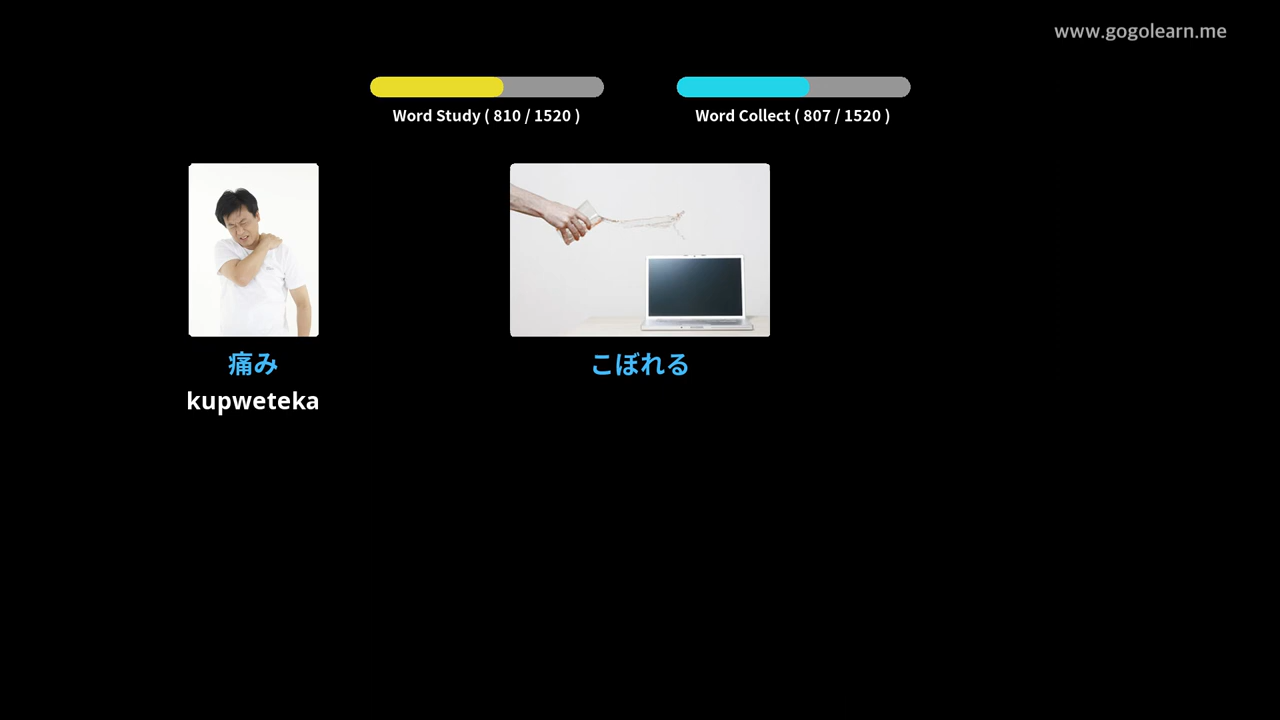 www.gogolearn.me
Word Study ( 810 / 1520 )
Word Collect ( 807 / 1520 )
痛み
kupweteka
こぼれる